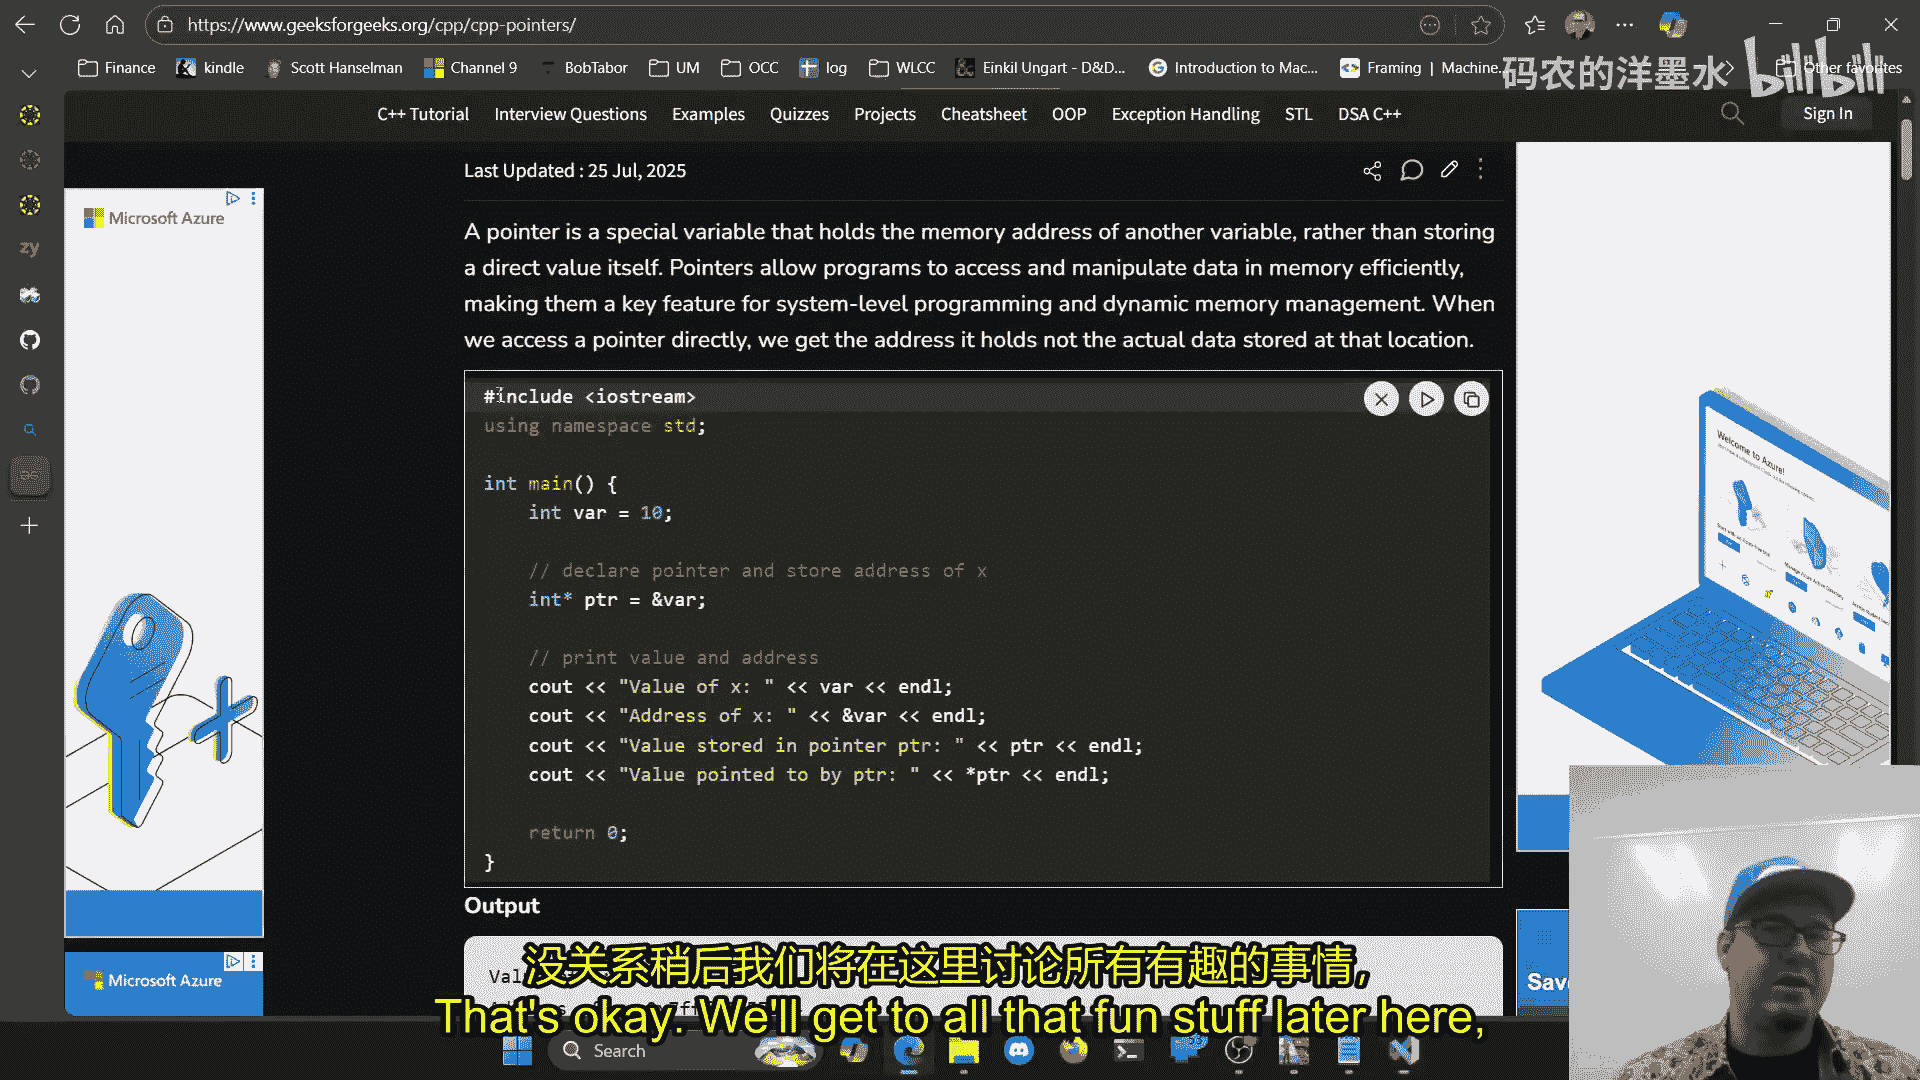 https://www.geeksforgeeks.org/cpp/cpp-pointers/
Finance
kindle
Scott Hanselman
Channel 9
BobTabor
UM
OCC
log
WLCC
Einkil Ungart - D&D...
Introduction to Mac...
Framing | Machine...
Other favorites
码农的洋墨水
bilibili
C++ Tutorial
Interview Questions
Examples
Quizzes
Projects
Cheatsheet
OOP
Exception Handling
STL
DSA C++
Sign In
zy
Last Updated : 25 Jul, 2025
Microsoft Azure
A pointer is a special variable that holds the memory address of another variable, rather than storing
a direct value itself. Pointers allow programs to access and manipulate data in memory efficiently,
making them a key feature for system-level programming and dynamic memory management. When
we access a pointer directly, we get the address it holds not the actual data stored at that location.
#include <iostream>
using namespace std;
int main() {
int var = 10;
// declare pointer and store address of x
int* ptr = &var;
// print value and address
cout << "Value of x: " << var << endl;
cout << "Address of x: " << &var << endl;
cout << "Value stored in pointer ptr: " << ptr << endl;
cout << "Value pointed to by ptr: " << *ptr << endl;
return 0;
}
Welcome to Azure!
Output
Microsoft Azure
没关系稍后我们将在这里讨论所有有趣的事情,
That's okay. We'll get to all that fun stuff later here,
Search